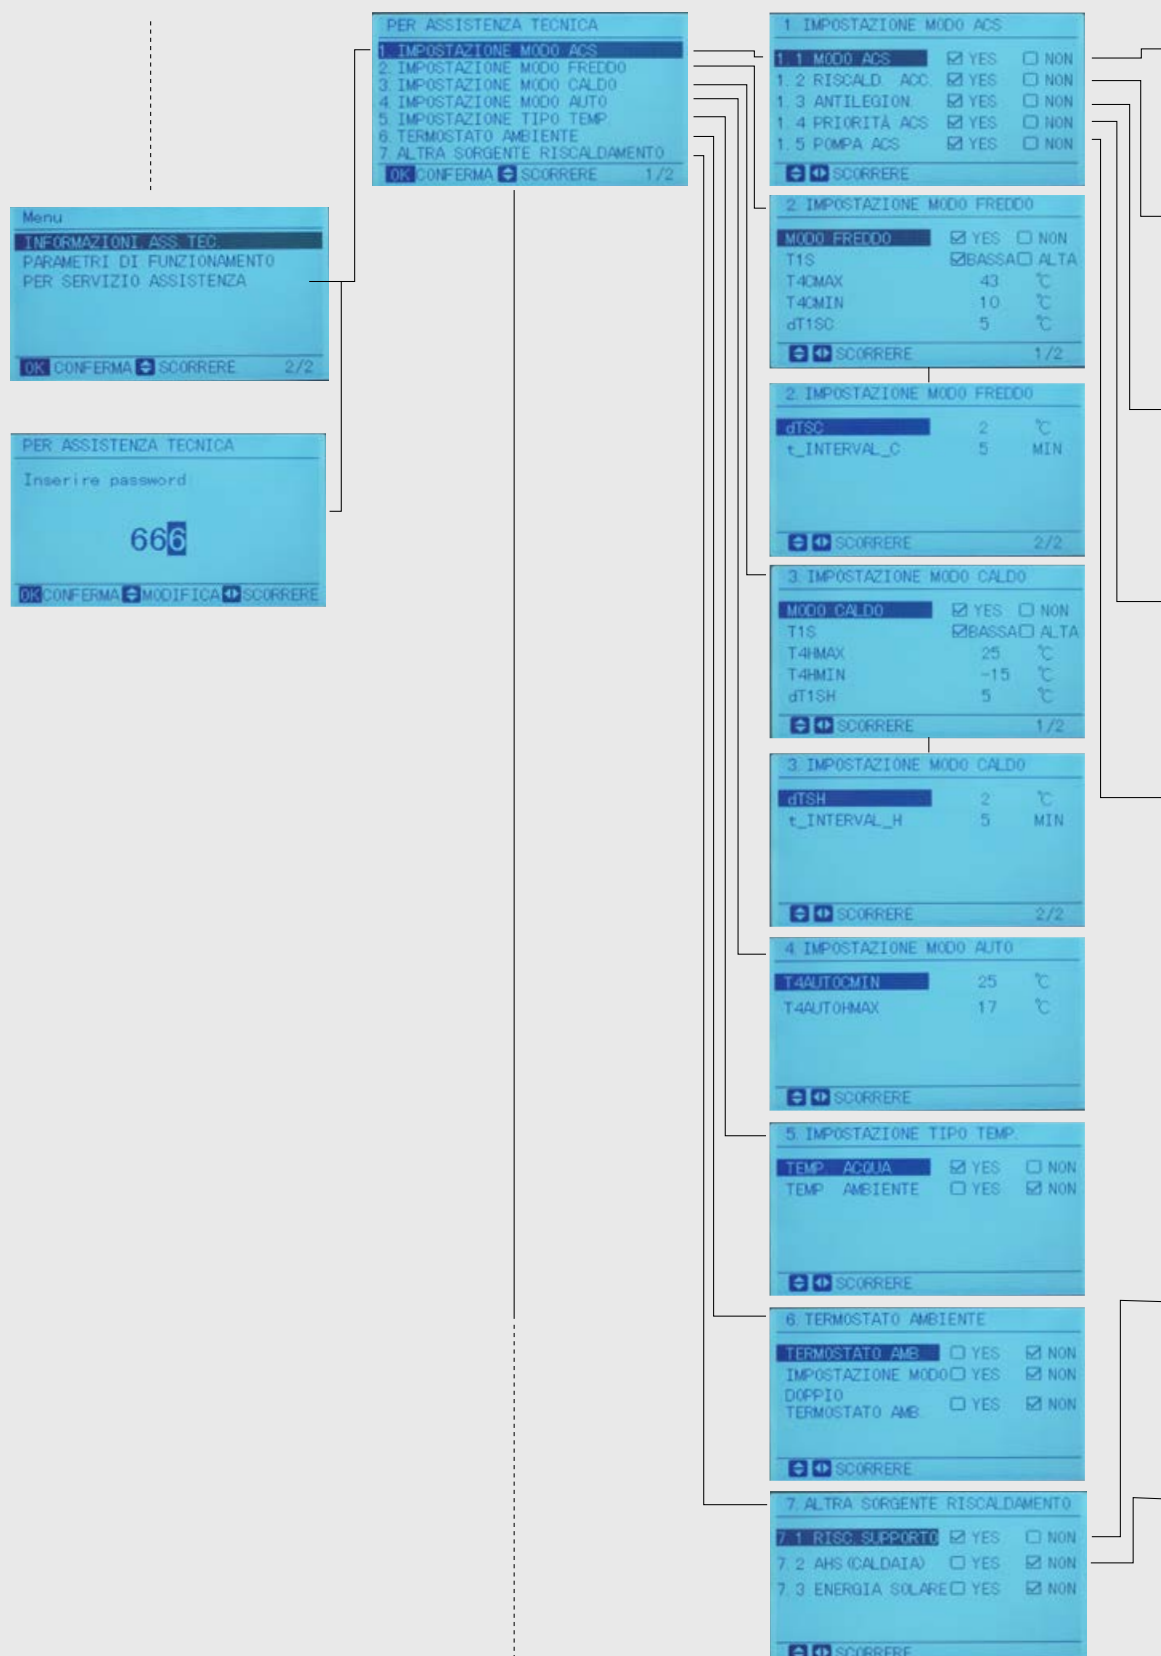 Menu
INFORMAZIONI ASS. TEC.
PARAMETRI DI FUNZIONAMENTO
PER SERVIZIO ASSISTENZA
OK CONFERMA SCORRERE 2/2
PER ASSISTENZA TECNICA
Inserire password
666
OK CONFERMA MODIFICA SCORRERE
PER ASSISTENZA TECNICA
1. IMPOSTAZIONE MODO ACS
2. IMPOSTAZIONE MODO FREDDO
3. IMPOSTAZIONE MODO CALDO
4. IMPOSTAZIONE MODO AUTO
5. IMPOSTAZIONE TIPO TEMP.
6. TERMOSTATO AMBIENTE
7. ALTRA SORGENTE RISCALDAMENTO
OK CONFERMA SCORRERE 1/2
1 IMPOSTAZIONE MODO ACS
1. 1 MODO ACS YES NON
1. 2 RISCALD. ACC. YES NON
1. 3 ANTILEGION. YES NON
1. 4 PRIORITÀ ACS YES NON
1. 5 POMPA ACS YES NON
SCORRERE
2. IMPOSTAZIONE MODO FREDDO
MODO FREDDO YES NON
T1S BASSA ALTA
T4CMAX 43 ℃
T4CMIN 10 ℃
dT1SC 5 ℃
SCORRERE 1/2
2. IMPOSTAZIONE MODO FREDDO
dTSC 2 ℃
t_INTERVAL_C 5 MIN
SCORRERE 2/2
3. IMPOSTAZIONE MODO CALDO
MODO CALDO YES NON
T1S BASSA ALTA
T4HMAX 25 ℃
T4HMIN -15 ℃
dT1SH 5 ℃
SCORRERE 1/2
3. IMPOSTAZIONE MODO CALDO
dTSH 2 ℃
t_INTERVAL_H 5 MIN
SCORRERE 2/2
4. IMPOSTAZIONE MODO AUTO
T4AUTOCMIN 25 ℃
T4AUTOHMAX 17 ℃
SCORRERE
5. IMPOSTAZIONE TIPO TEMP.
TEMP. ACQUA YES NON
TEMP. AMBIENTE YES NON
SCORRERE
6. TERMOSTATO AMBIENTE
TERMOSTATO AMB. YES NON
IMPOSTAZIONE MODO YES NON
DOPPIO
TERMOSTATO AMB. YES NON
SCORRERE
7. ALTRA SORGENTE RISCALDAMENTO
7. 1 RISC. SUPPORTO YES NON
7. 2 AHS (CALDAIA) YES NON
7. 3 ENERGIA SOLARE YES NON
SCORRERE